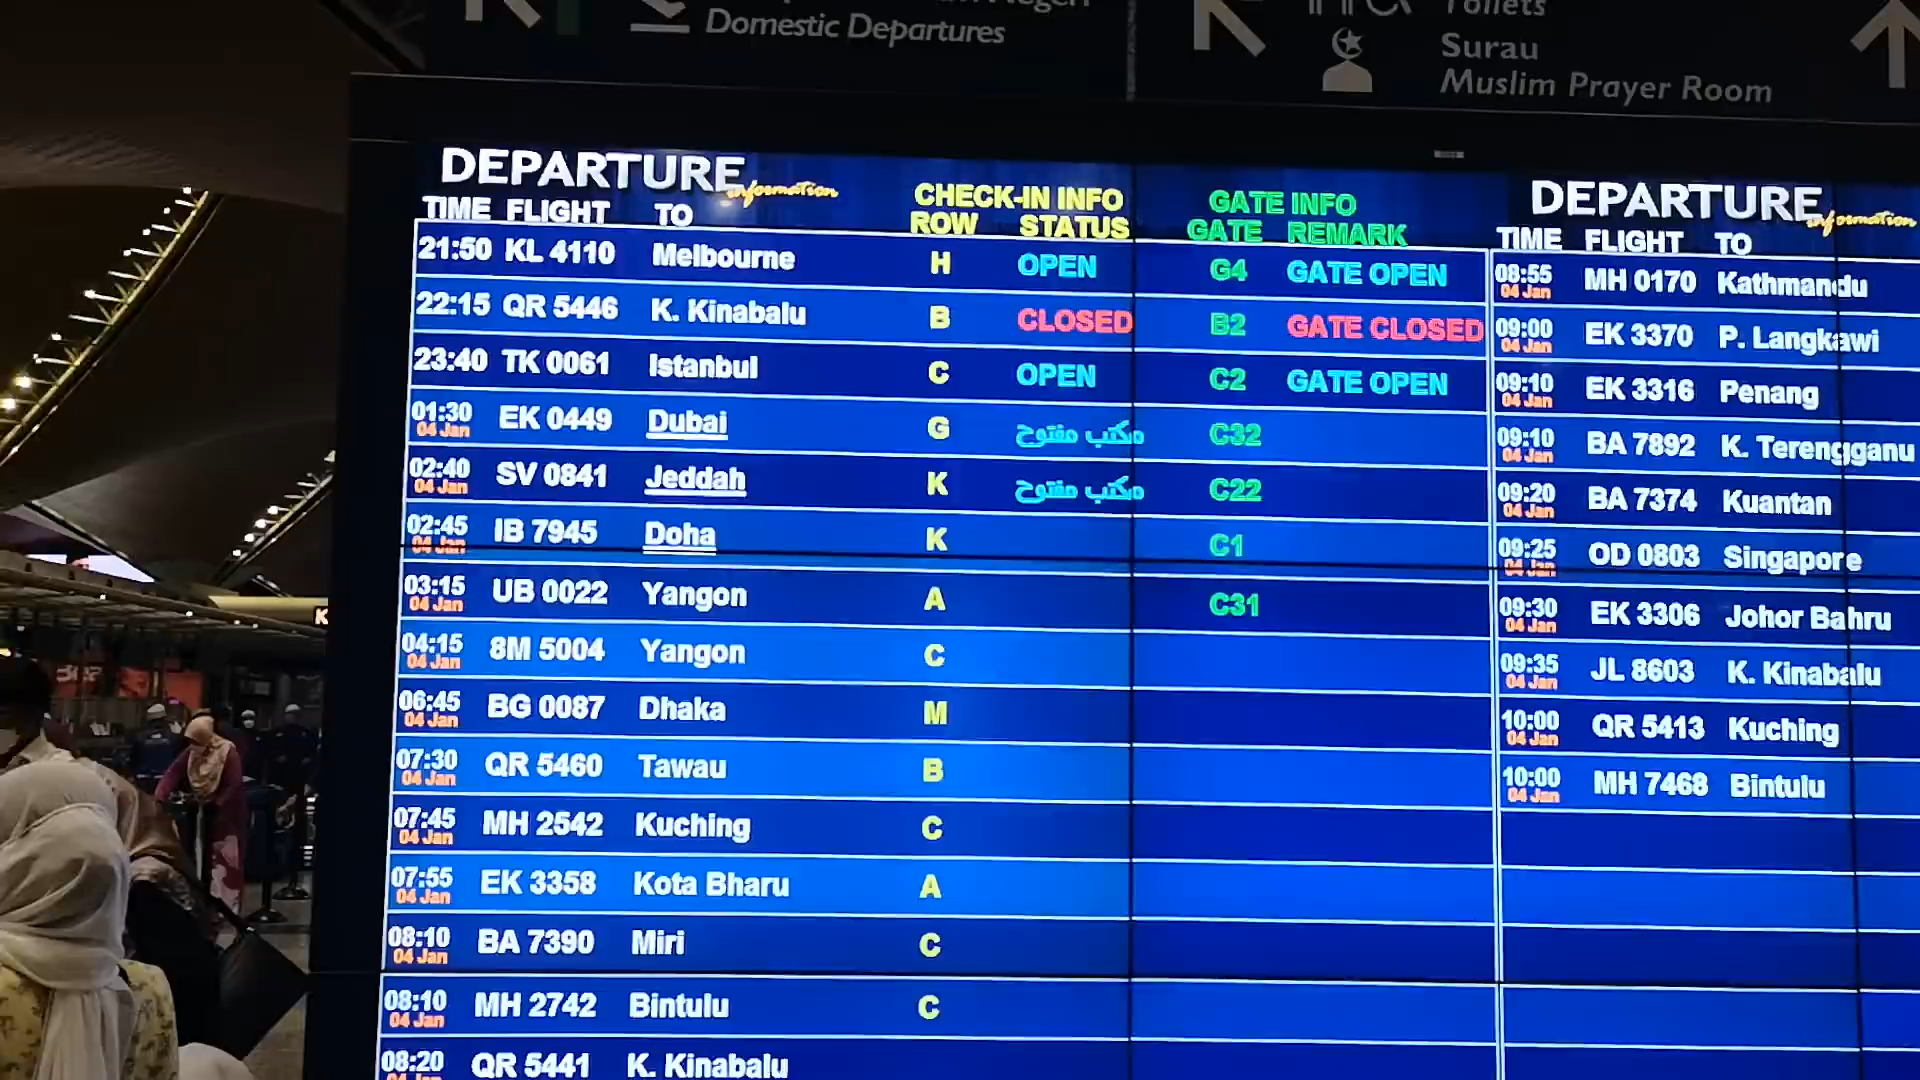 Domestic Departures
Toilets
Surau
Muslim Prayer Room
DEPARTURE information
CHECK-IN INFO
GATE INFO
TIME FLIGHT TO ROW STATUS GATE REMARK
21:50 KL 4110 Melbourne H OPEN G4 GATE OPEN
22:15 QR 5446 K. Kinabalu B CLOSED B2 GATE CLOSED
23:40 TK 0061 Istanbul C OPEN C2 GATE OPEN
01:30 04 Jan EK 0449 Dubai G مكتب مفتوح C32
02:40 04 Jan SV 0841 Jeddah K مكتب مفتوح C22
02:45 04 Jan IB 7945 Doha K C1
03:15 04 Jan UB 0022 Yangon A C31
04:15 04 Jan 8M 5004 Yangon C
06:45 04 Jan BG 0087 Dhaka M
07:30 04 Jan QR 5460 Tawau B
07:45 04 Jan MH 2542 Kuching C
07:55 04 Jan EK 3358 Kota Bharu A
08:10 04 Jan BA 7390 Miri C
08:10 04 Jan MH 2742 Bintulu C
08:20 QR 5441 K. Kinabalu
DEPARTURE information
TIME FLIGHT TO
08:55 04 Jan MH 0170 Kathmandu
09:00 04 Jan EK 3370 P. Langkawi
09:10 04 Jan EK 3316 Penang
09:10 04 Jan BA 7892 K. Terengganu
09:20 04 Jan BA 7374 Kuantan
09:25 04 Jan OD 0803 Singapore
09:30 04 Jan EK 3306 Johor Bahru
09:35 04 Jan JL 8603 K. Kinabalu
10:00 04 Jan QR 5413 Kuching
10:00 04 Jan MH 7468 Bintulu